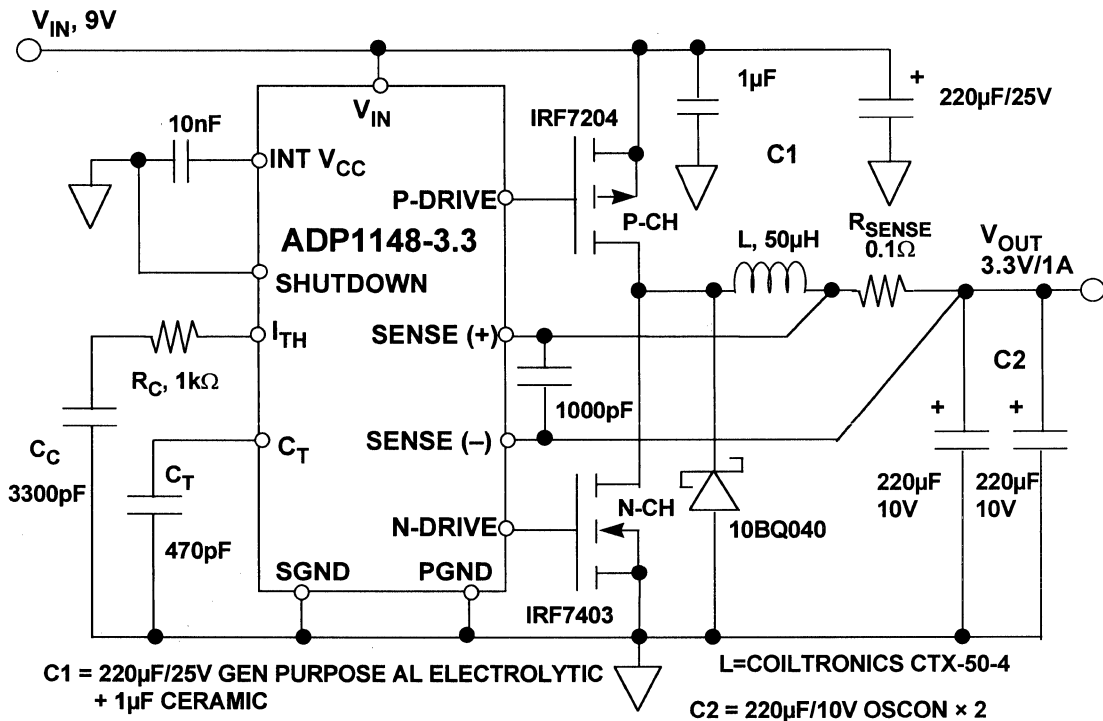 V_IN, 9V
1µF
+
220µF/25V
C1
10nF
V_IN
INT V_CC
IRF7204
P-DRIVE
P-CH
ADP1148-3.3
L, 50µH
R_SENSE
0.1Ω
V_OUT
3.3V/1A
SHUTDOWN
I_TH
SENSE (+)
R_C, 1kΩ
1000pF
C2
C_C
3300pF
C_T
C_T
SENSE (–)
+
+
220µF
10V
220µF
10V
470pF
N-DRIVE
N-CH
10BQ040
SGND
PGND
IRF7403
C1 = 220µF/25V GEN PURPOSE AL ELECTROLYTIC
+ 1µF CERAMIC
L=COILTRONICS CTX-50-4
C2 = 220µF/10V OSCON × 2